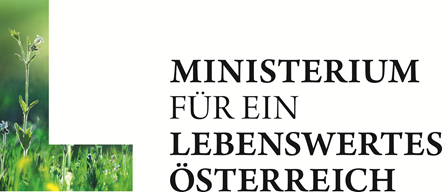 MINISTERIUM
FÜR EIN
LEBENSWERTES
ÖSTERREICH